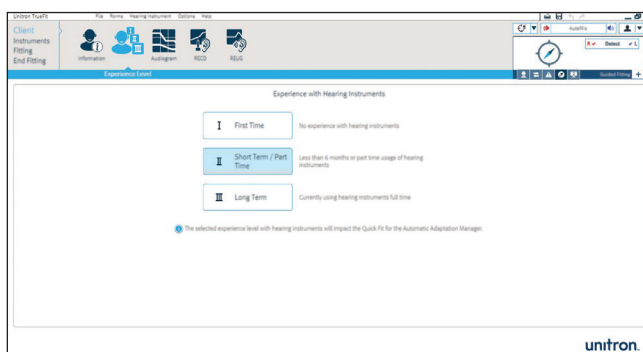 Unitron TrueFit File Forms Hearing Instrument Options Help
Client
Instruments
Fitting
End Fitting
Information
Audiogram
RECD
REUG
AutoMix
R Detect L
Experience Level
Guided Fitting
Experience with Hearing Instruments
I First Time No experience with hearing instruments
II Short Term / Part Time Less than 6 months or part time usage of hearing instruments
III Long Term Currently using hearing instruments full time
The selected experience level with hearing instruments will impact the Quick Fit for the Automatic Adaptation Manager.
unitron.